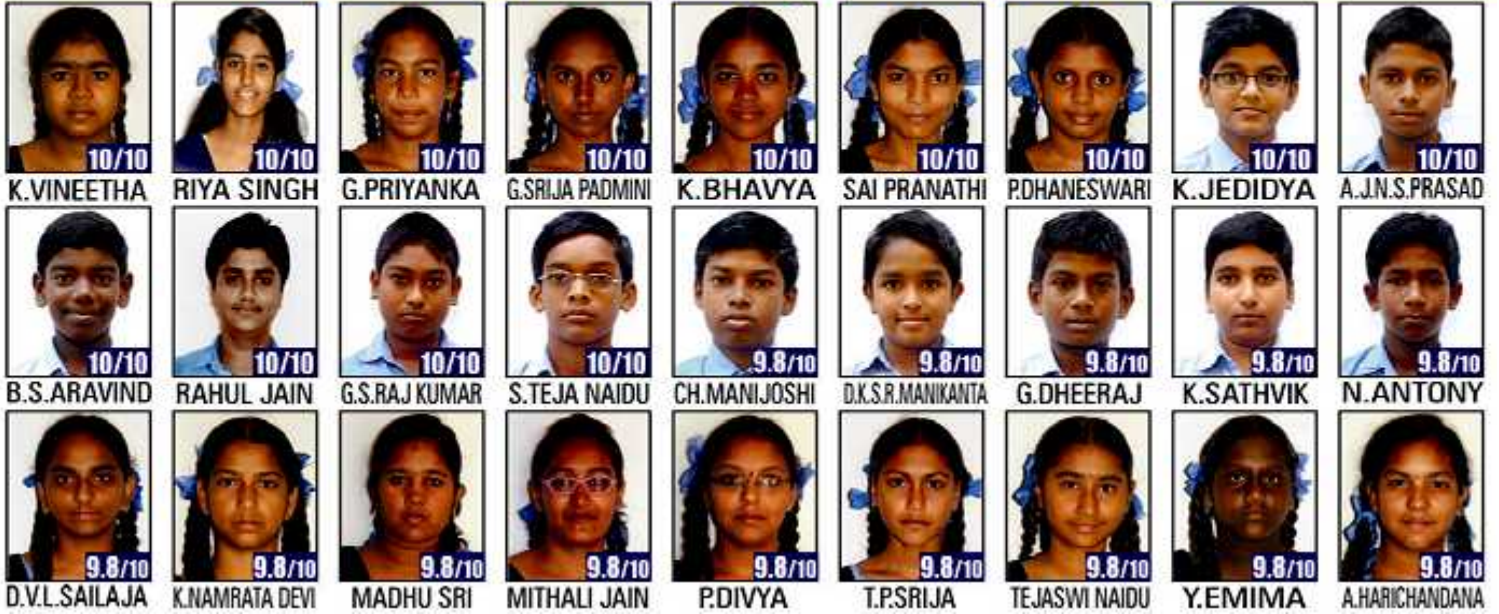 10/10 10/10 10/10 10/10 10/10 10/10 10/10 10/10 10/10
K.VINEETHA RIYA SINGH G.PRIYANKA G.SRIJA PADMINI K.BHAVYA SAI PRANATHI P.DHANESWARI K.JEDIDYA A.J.N.S.PRASAD
10/10 10/10 10/10 10/10 9.8/10 9.8/10 9.8/10 9.8/10 9.8/10
B.S.ARAVIND RAHUL JAIN G.S.RAJ KUMAR S.TEJA NAIDU CH.MANIJOSHI D.K.S.R.MANIKANTA G.DHEERAJ K.SATHVIK N.ANTONY
9.8/10 9.8/10 9.8/10 9.8/10 9.8/10 9.8/10 9.8/10 9.8/10 9.8/10
D.V.L.SAILAJA K.NAMRATA DEVI MADHU SRI MITHALI JAIN P.DIVYA T.P.SRIJA TEJASWI NAIDU Y.EMIMA A.HARICHANDANA